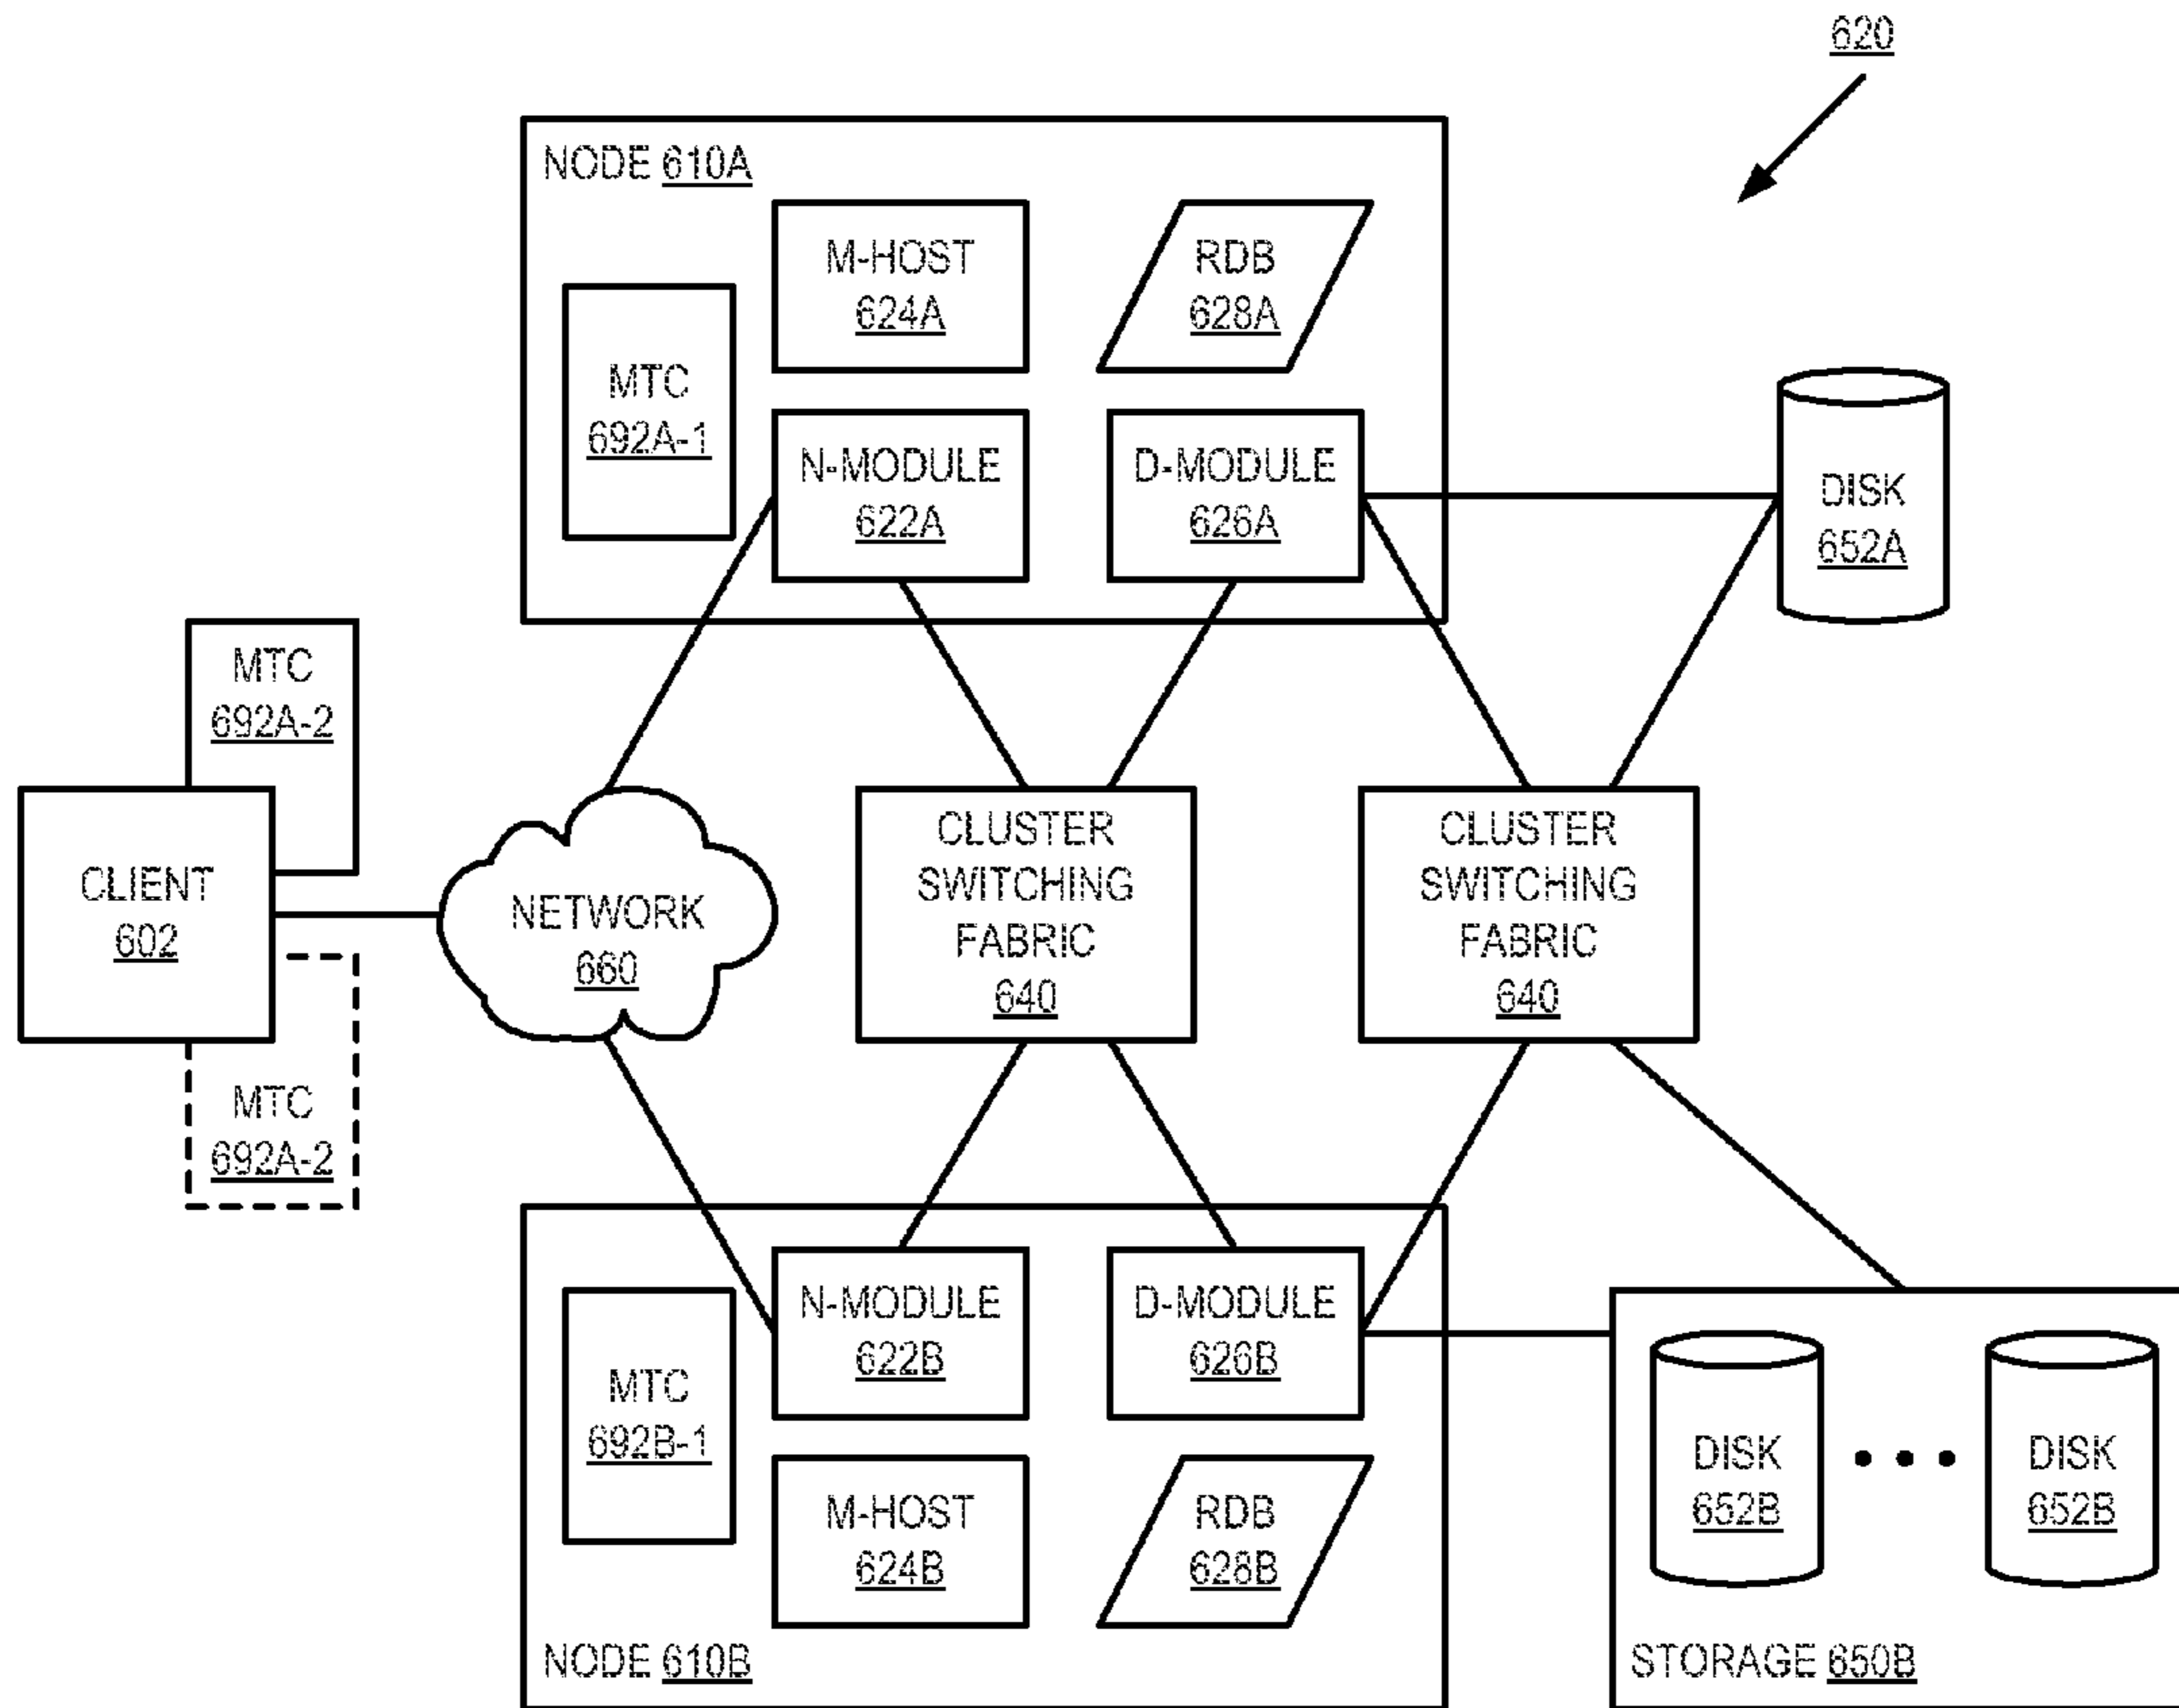 620
NODE 610A
M-HOST
624A
RDB
628A
MTC
692A-1
N-MODULE
622A
D-MODULE
626A
DISK
652A
MTC
692A-2
CLIENT
602
NETWORK
660
CLUSTER
SWITCHING
FABRIC
640
CLUSTER
SWITCHING
FABRIC
640
MTC
692A-2
N-MODULE
622B
D-MODULE
626B
MTC
692B-1
M-HOST
624B
RDB
628B
NODE 610B
DISK
652B
DISK
652B
STORAGE 650B